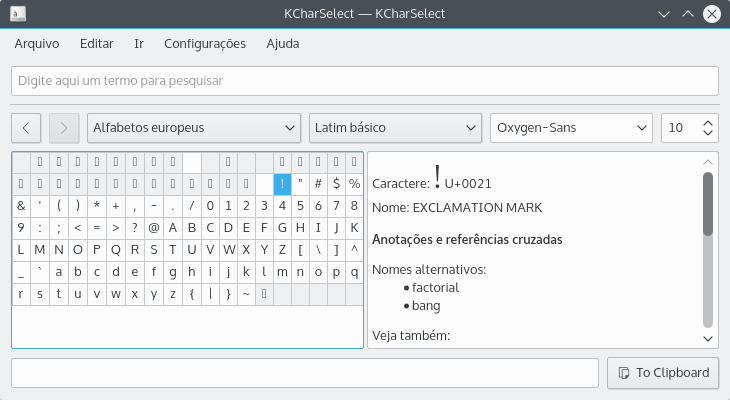 KCharSelect — KCharSelect
Arquivo Editar Ir Configurações Ajuda
Digite aqui um termo para pesquisar
Alfabetos europeus Latim básico Oxygen-Sans 10
! " # $ %
& ' ( ) * + , - . / 0 1 2 3 4 5 6 7 8
9 : ; < = > ? @ A B C D E F G H I J K
L M N O P Q R S T U V W X Y Z [ \ ] ^
_ ` a b c d e f g h i j k l m n o p q
r s t u v w x y z { | } ~
Caractere: ! U+0021
Nome: EXCLAMATION MARK
Anotações e referências cruzadas
Nomes alternativos:
• factorial
• bang
Veja também:
To Clipboard